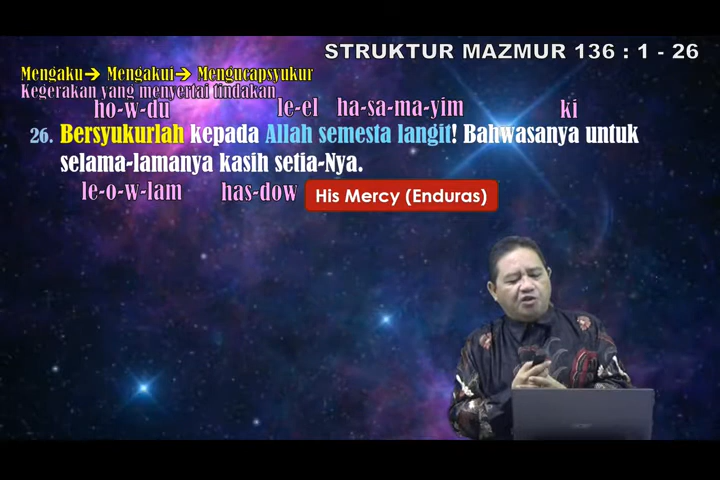 STRUKTUR MAZMUR 136 : 1 - 26
Mengaku→ Mengakui→ Mengucapsyukur
Kegerakan yang menyertai tindakan
ho-w-du le-el ha-sa-ma-yim ki
26. Bersyukurlah kepada Allah semesta langit! Bahwasanya untuk
selama-lamanya kasih setia-Nya.
le-o-w-lam has-dow His Mercy (Enduras)